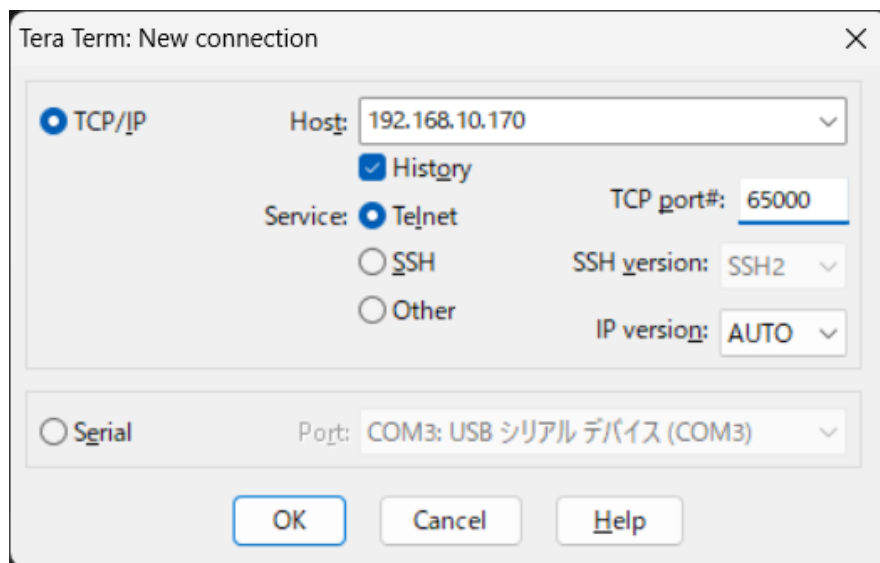 Tera Term: New connection
TCP/IP Host: 192.168.10.170
History
Service: Telnet TCP port#: 65000
SSH SSH version: SSH2
Other IP version: AUTO
Serial Port: COM3: USB シリアル デバイス (COM3)
OK Cancel Help